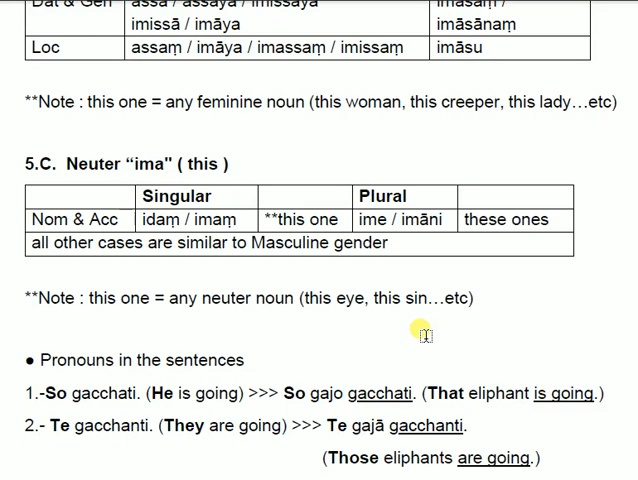 Dat & Gen assā / assāya / imissāya imāsaṃ /
imissā / imāya imāsānaṃ
Loc assaṃ / imāya / imassaṃ / imissaṃ imāsu
**Note : this one = any feminine noun (this woman, this creeper, this lady…etc)
5.C. Neuter “ima" ( this )
Singular Plural
Nom & Acc idaṃ / imaṃ **this one ime / imāni these ones
all other cases are similar to Masculine gender
**Note : this one = any neuter noun (this eye, this sin…etc)
● Pronouns in the sentences
1.-So gacchati. (He is going) >>> So gajo gacchati. (That eliphant is going.)
2.- Te gacchanti. (They are going) >>> Te gajā gacchanti.
(Those eliphants are going.)